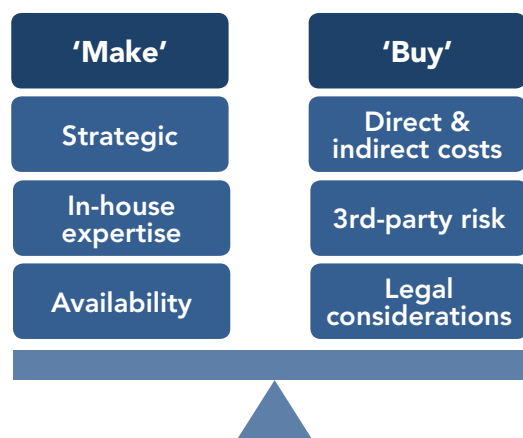 ‘Make’
Strategic
In-house
expertise
Availability
‘Buy’
Direct &
indirect costs
3rd-party risk
Legal
considerations